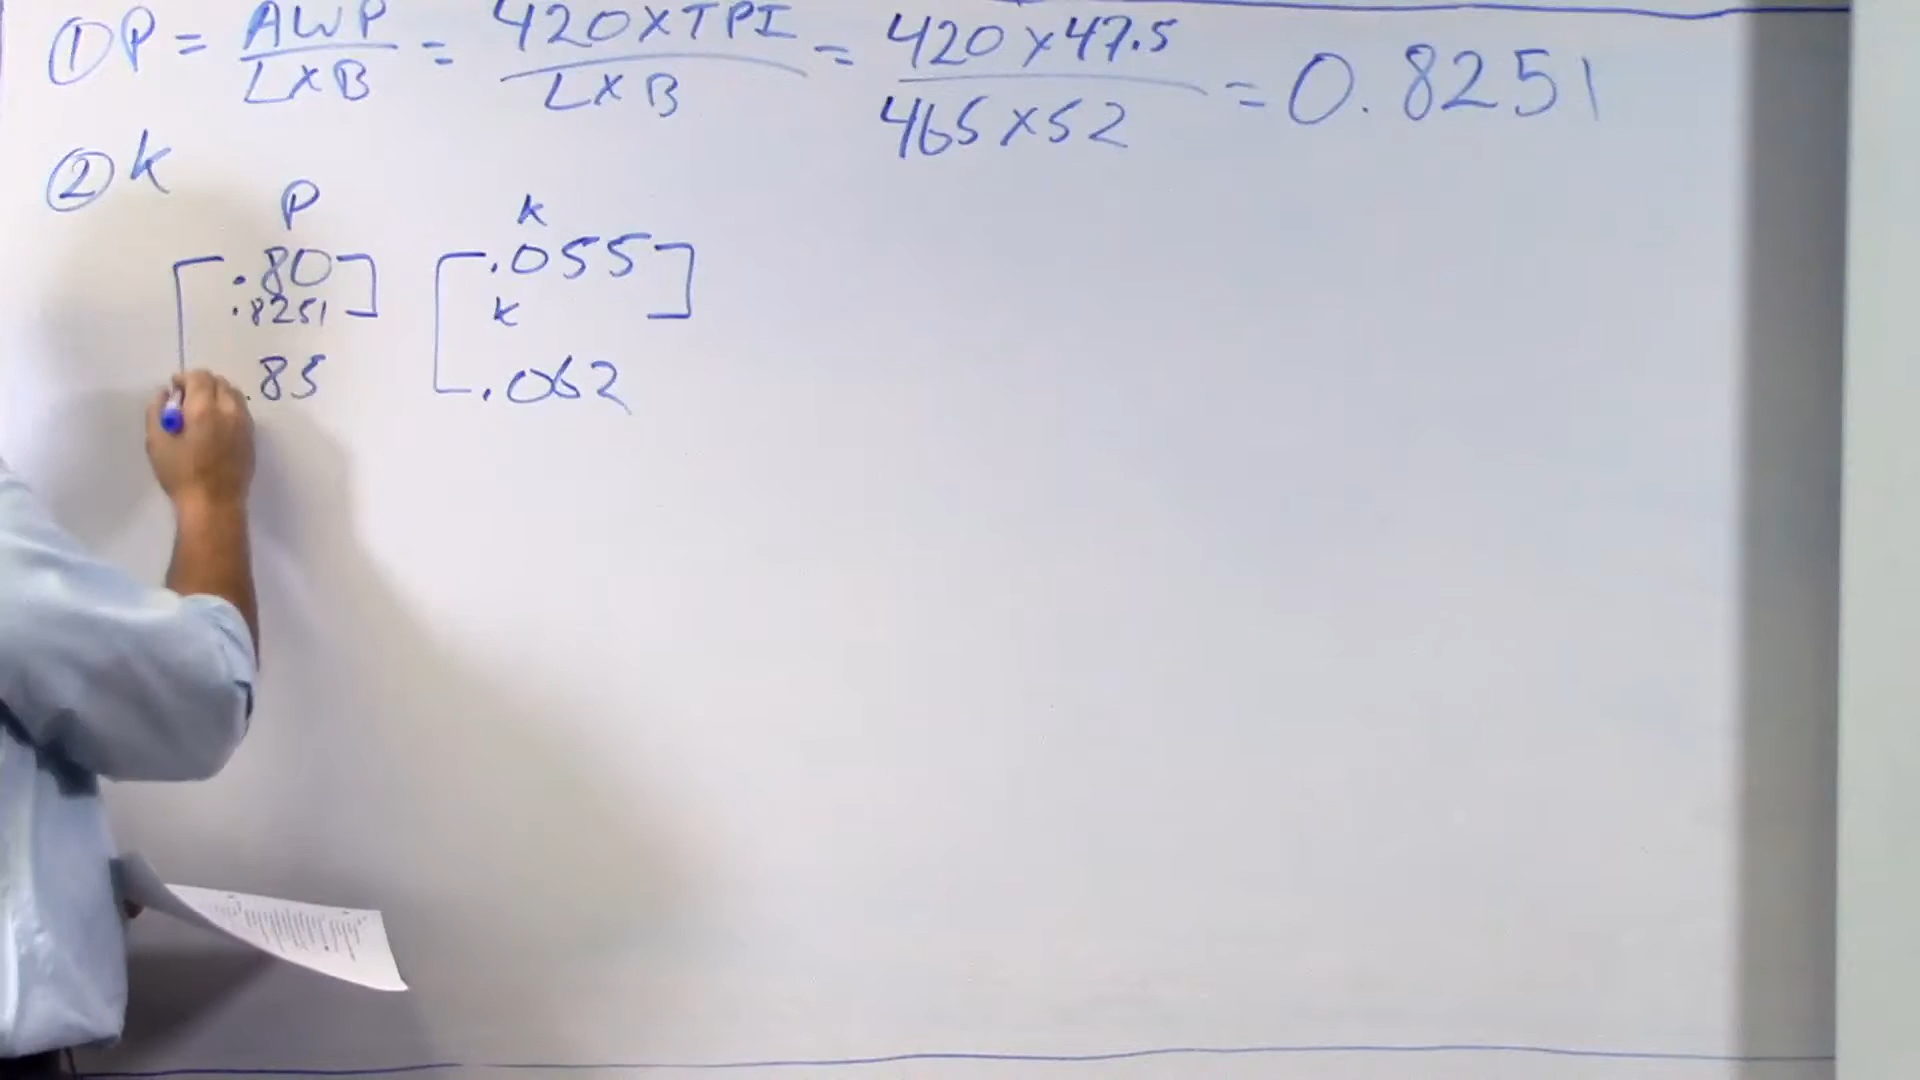 ① P = AWP / L X B = 420 X TPI / L X B = 420 x 47.5 / 465 x 52 = 0.8251
② k
P k
.80 .055
.8251 k
.85 .062